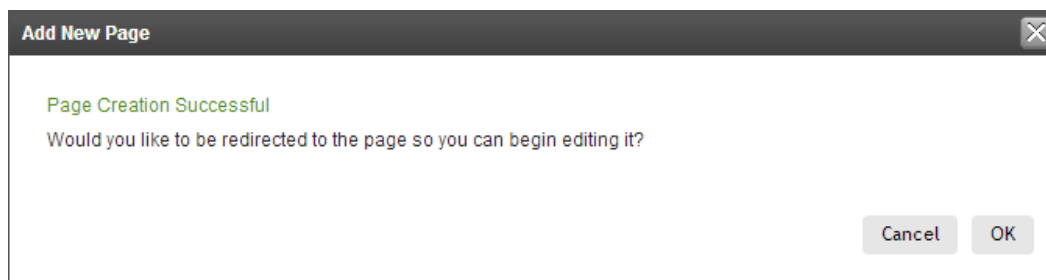 Add New Page
Page Creation Successful
Would you like to be redirected to the page so you can begin editing it?
Cancel OK